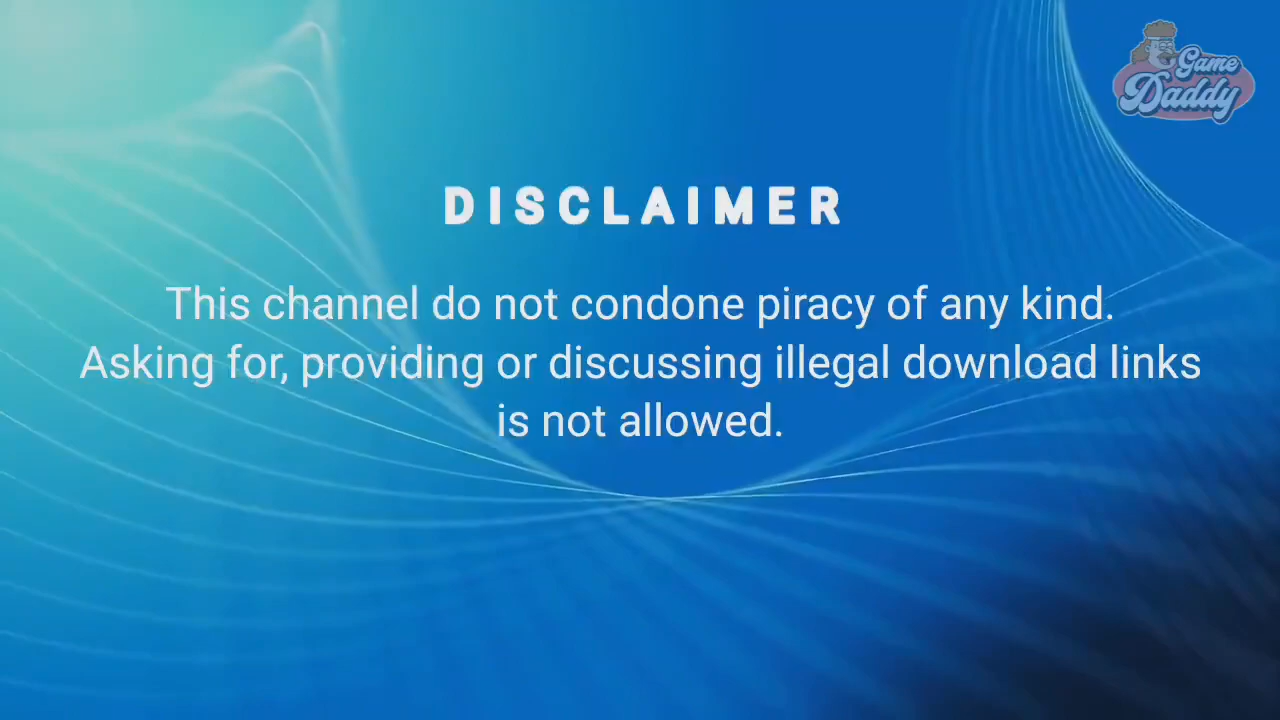 Game
Daddy
DISCLAIMER
This channel do not condone piracy of any kind.
Asking for, providing or discussing illegal download links
is not allowed.